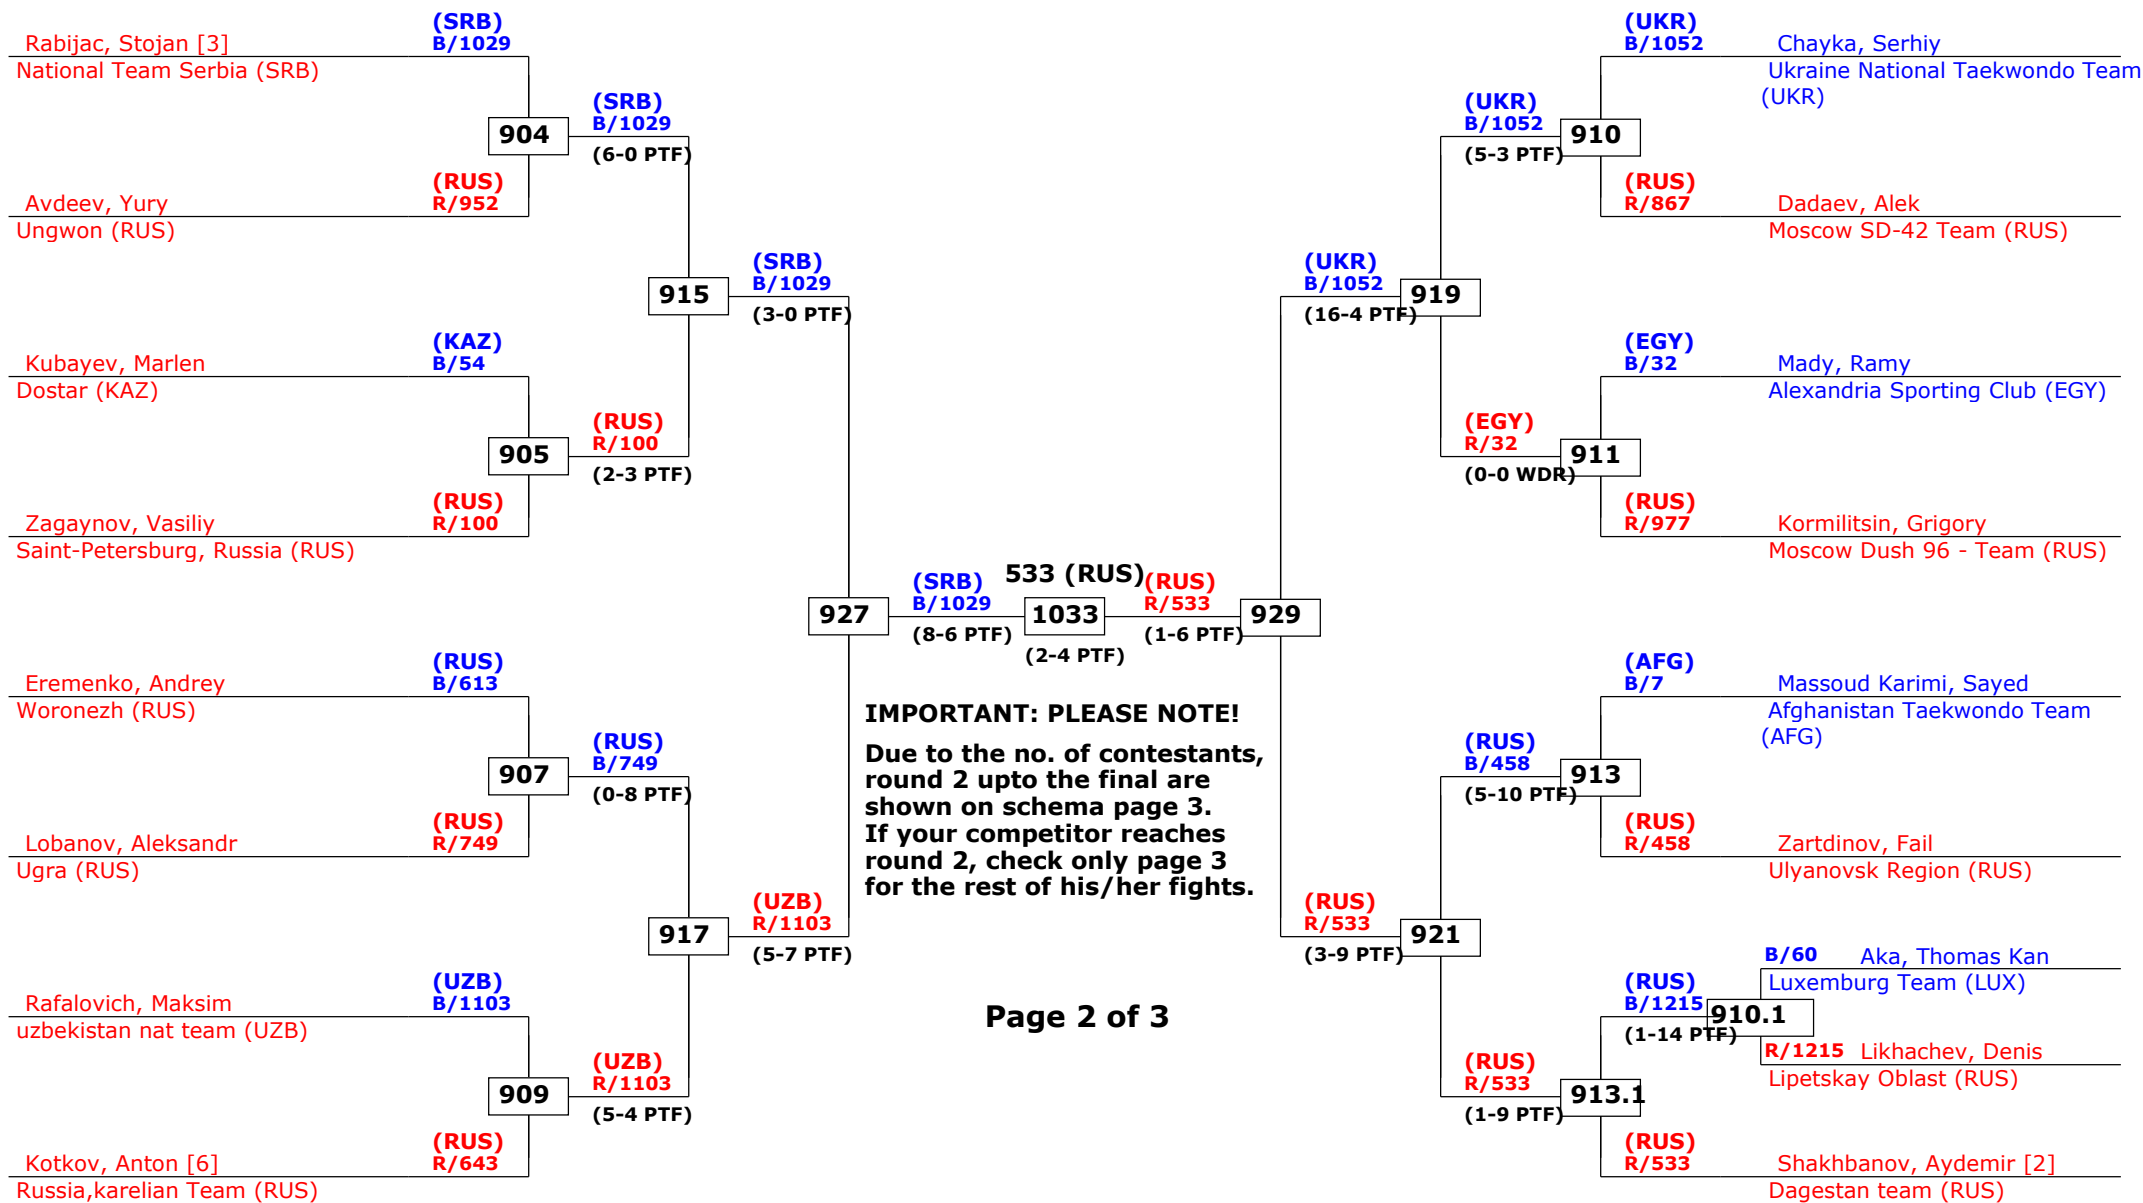 (SRB)
Rabijac, Stojan [3] B/1029
National Team Serbia (SRB)
(SRB)
B/1029
904
(6-0 PTF)
(RUS)
Avdeev, Yury R/952
Ungwon (RUS)
(SRB)
B/1029
915
(3-0 PTF)
(KAZ)
Kubayev, Marlen B/54
Dostar (KAZ)
(RUS)
R/100
905
(2-3 PTF)
(RUS)
Zagaynov, Vasiliy R/100
Saint-Petersburg, Russia (RUS)
(SRB)
B/1029
927
(8-6 PTF)
533 (RUS)
1033
(2-4 PTF)
(RUS)
R/533
929
(1-6 PTF)
(RUS)
Eremenko, Andrey B/613
Woronezh (RUS)
(RUS)
B/749
907
(0-8 PTF)
(RUS)
Lobanov, Aleksandr R/749
Ugra (RUS)
(UZB)
R/1103
917
(5-7 PTF)
(UZB)
Rafalovich, Maksim B/1103
uzbekistan nat team (UZB)
(UZB)
R/1103
909
(5-4 PTF)
(RUS)
Kotkov, Anton [6] R/643
Russia,karelian Team (RUS)
IMPORTANT: PLEASE NOTE!
Due to the no. of contestants,
round 2 upto the final are
shown on schema page 3.
If your competitor reaches
round 2, check only page 3
for the rest of his/her fights.
Page 2 of 3
(UKR)
B/1052 Chayka, Serhiy
Ukraine National Taekwondo Team
(UKR)
(UKR)
B/1052
910
(5-3 PTF)
(RUS)
R/867 Dadaev, Alek
Moscow SD-42 Team (RUS)
(UKR)
B/1052
919
(16-4 PTF)
(EGY)
B/32 Mady, Ramy
Alexandria Sporting Club (EGY)
(EGY)
R/32
911
(0-0 WDR)
(RUS)
R/977 Kormilitsin, Grigory
Moscow Dush 96 - Team (RUS)
(AFG)
B/7 Massoud Karimi, Sayed
Afghanistan Taekwondo Team
(AFG)
(RUS)
B/458
913
(5-10 PTF)
(RUS)
R/458 Zartdinov, Fail
Ulyanovsk Region (RUS)
(RUS)
R/533
921
(3-9 PTF)
B/60 Aka, Thomas Kan
Luxemburg Team (LUX)
(RUS)
B/1215
910.1
(1-14 PTF)
R/1215 Likhachev, Denis
Lipetskay Oblast (RUS)
(RUS)
R/533
913.1
(1-9 PTF)
(RUS)
R/533 Shakhbanov, Aydemir [2]
Dagestan team (RUS)